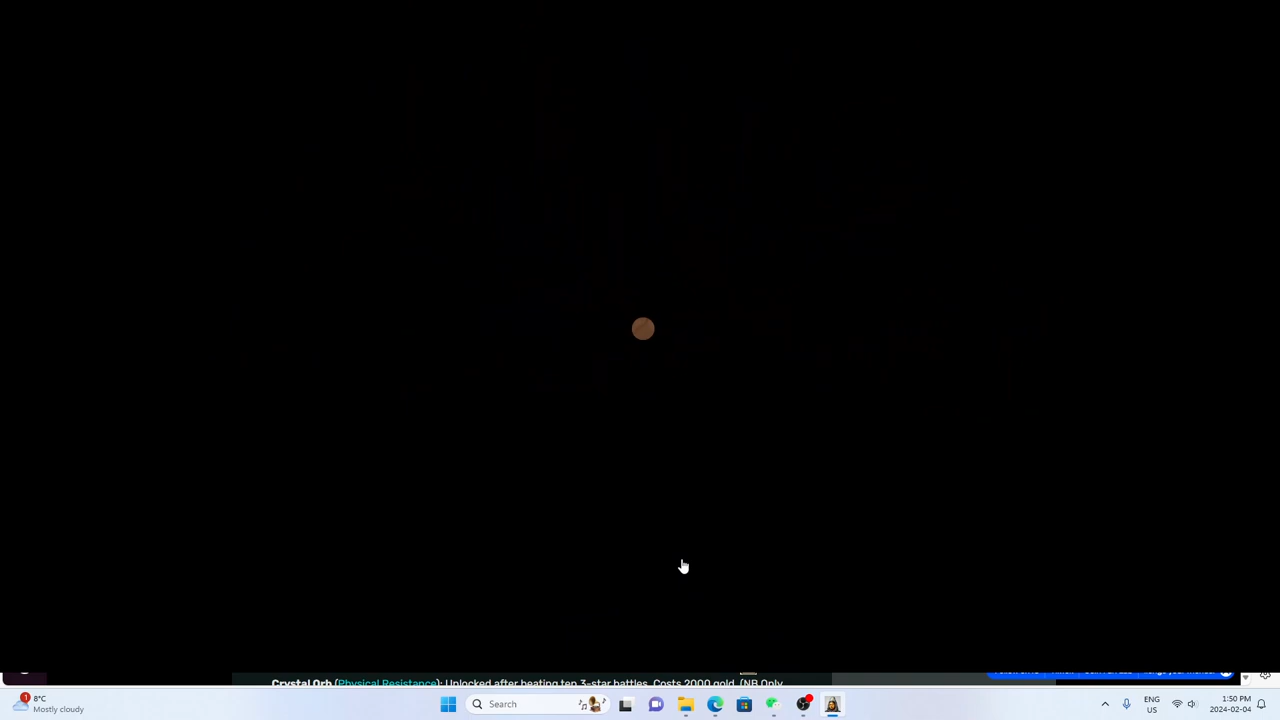 Crystal Orb (Physical Resistance): Unlocked after beating ten 3-star battles. Costs 2000 gold. (NB Only
1
8°C
Mostly cloudy
Search
ENG
US
1:50 PM
2024-02-04